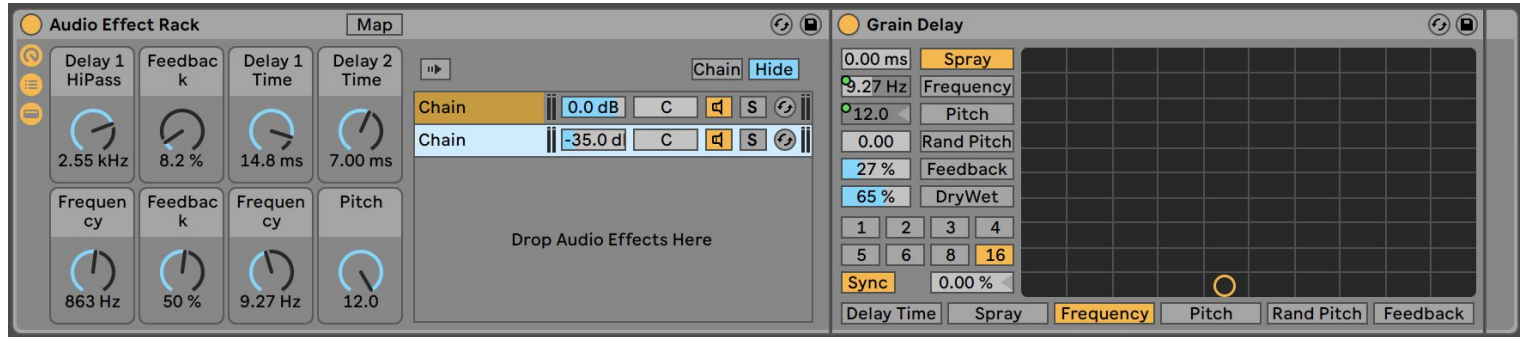 Audio Effect Rack
Map
Delay 1
HiPass
2.55 kHz
Feedbac
k
8.2 %
Delay 1
Time
14.8 ms
Delay 2
Time
7.00 ms
Frequen
cy
863 Hz
Feedbac
k
50 %
Frequen
cy
9.27 Hz
Pitch
12.0
Chain Hide
Chain 0.0 dB C S
Chain -35.0 d C S
Drop Audio Effects Here
Grain Delay
0.00 ms Spray
9.27 Hz Frequency
12.0 Pitch
0.00 Rand Pitch
27 % Feedback
65 % DryWet
1 2 3 4
5 6 8 16
Sync 0.00 %
Delay Time Spray Frequency Pitch Rand Pitch Feedback